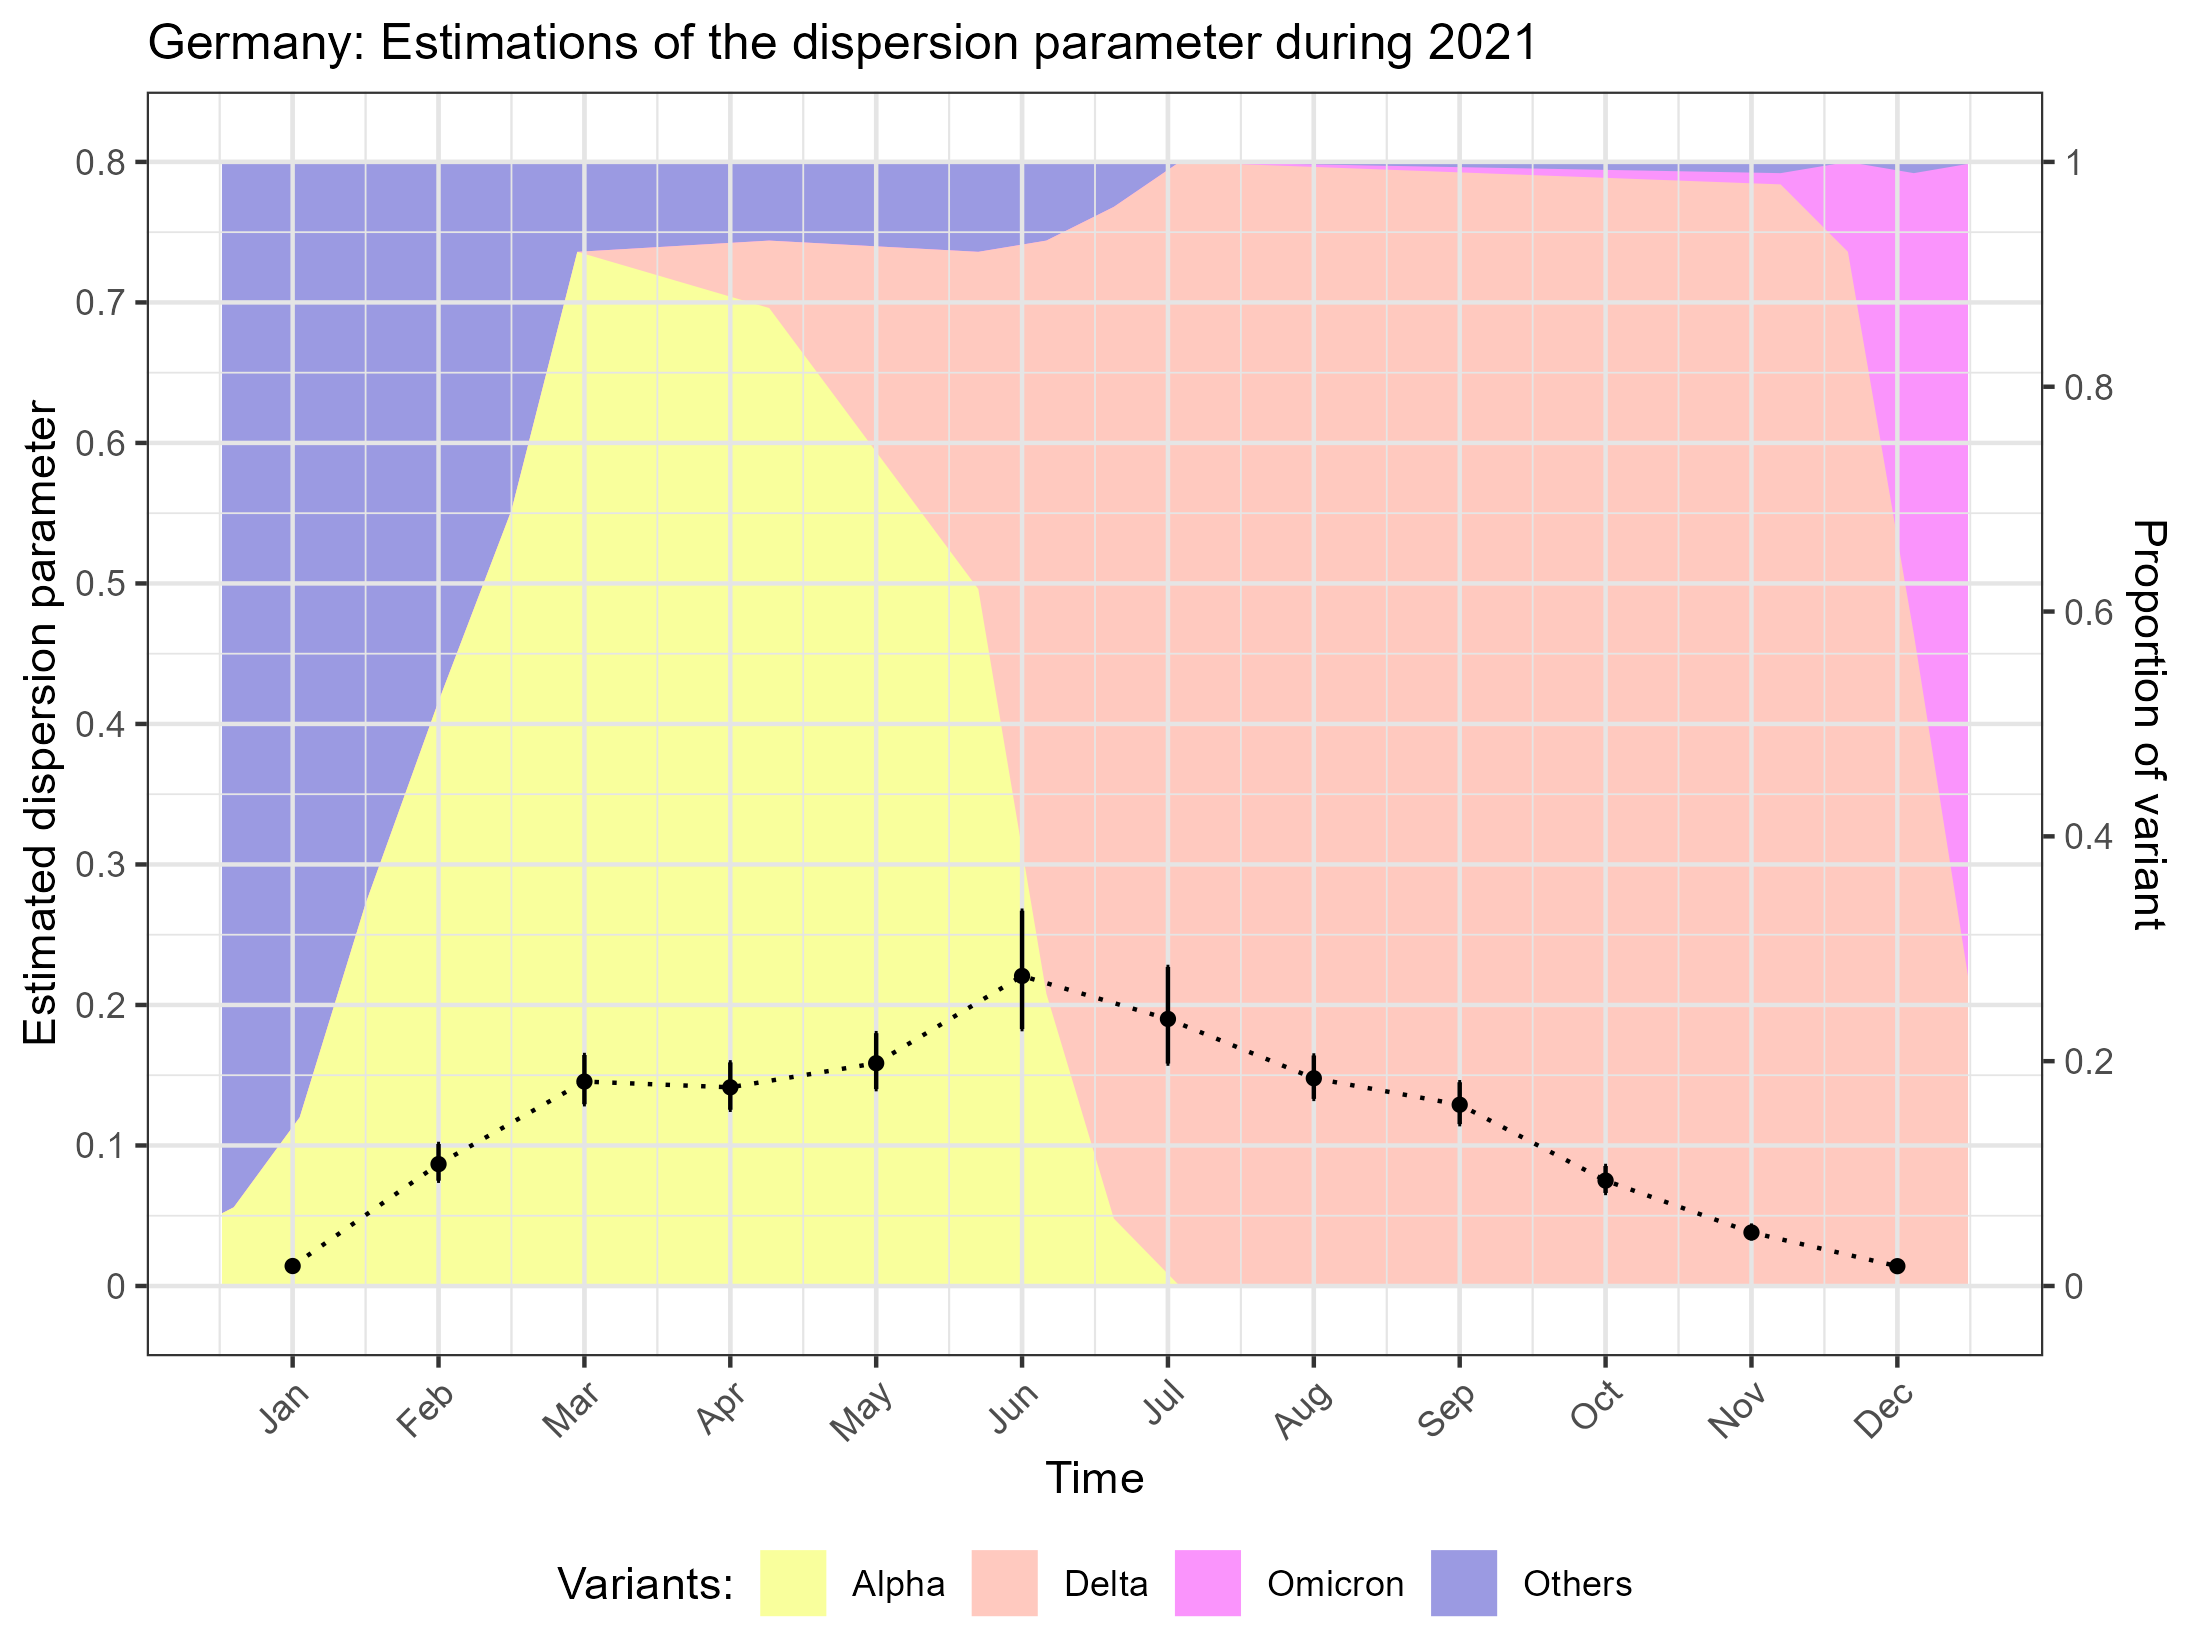 Germany: Estimations of the dispersion parameter during 2021
Estimated dispersion parameter
0.8
0.7
0.6
0.5
0.4
0.3
0.2
0.1
0
1
0.8
0.6
0.4
0.2
0
Proportion of variant
Jan
Feb
Mar
Apr
May
Jun
Jul
Aug
Sep
Oct
Nov
Dec
Time
Variants: Alpha Delta Omicron Others